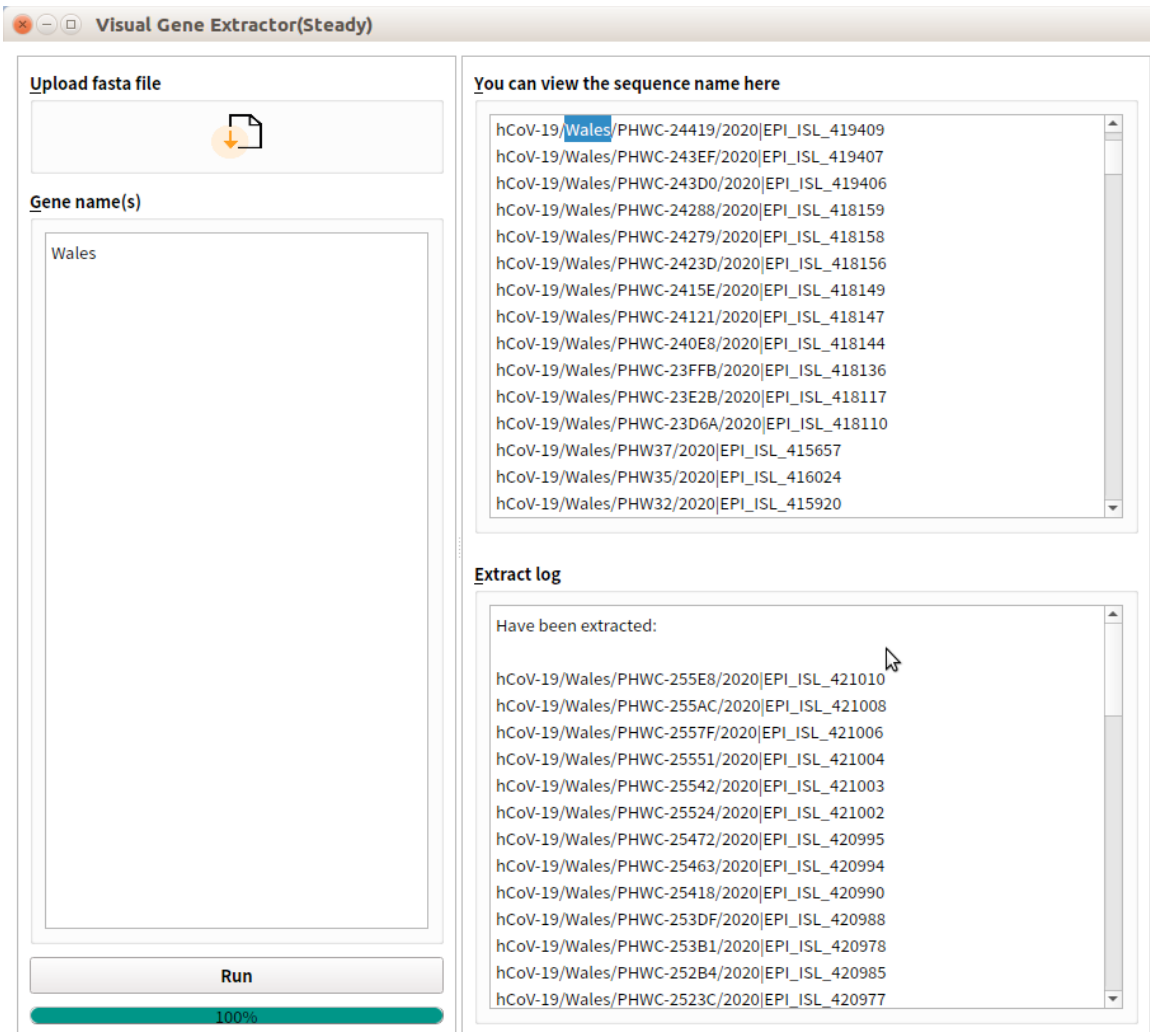 Visual Gene Extractor(Steady)
Upload fasta file
Gene name(s)
Wales
Run
100%
You can view the sequence name here
hCoV-19/Wales/PHWC-24419/2020|EPI_ISL_419409
hCoV-19/Wales/PHWC-243EF/2020|EPI_ISL_419407
hCoV-19/Wales/PHWC-243D0/2020|EPI_ISL_419406
hCoV-19/Wales/PHWC-24288/2020|EPI_ISL_418159
hCoV-19/Wales/PHWC-24279/2020|EPI_ISL_418158
hCoV-19/Wales/PHWC-2423D/2020|EPI_ISL_418156
hCoV-19/Wales/PHWC-2415E/2020|EPI_ISL_418149
hCoV-19/Wales/PHWC-24121/2020|EPI_ISL_418147
hCoV-19/Wales/PHWC-240E8/2020|EPI_ISL_418144
hCoV-19/Wales/PHWC-23FFB/2020|EPI_ISL_418136
hCoV-19/Wales/PHWC-23E2B/2020|EPI_ISL_418117
hCoV-19/Wales/PHWC-23D6A/2020|EPI_ISL_418110
hCoV-19/Wales/PHW37/2020|EPI_ISL_415657
hCoV-19/Wales/PHW35/2020|EPI_ISL_416024
hCoV-19/Wales/PHW32/2020|EPI_ISL_415920
Extract log
Have been extracted:
hCoV-19/Wales/PHWC-255E8/2020|EPI_ISL_421010
hCoV-19/Wales/PHWC-255AC/2020|EPI_ISL_421008
hCoV-19/Wales/PHWC-2557F/2020|EPI_ISL_421006
hCoV-19/Wales/PHWC-25551/2020|EPI_ISL_421004
hCoV-19/Wales/PHWC-25542/2020|EPI_ISL_421003
hCoV-19/Wales/PHWC-25524/2020|EPI_ISL_421002
hCoV-19/Wales/PHWC-25472/2020|EPI_ISL_420995
hCoV-19/Wales/PHWC-25463/2020|EPI_ISL_420994
hCoV-19/Wales/PHWC-25418/2020|EPI_ISL_420990
hCoV-19/Wales/PHWC-253DF/2020|EPI_ISL_420988
hCoV-19/Wales/PHWC-253B1/2020|EPI_ISL_420978
hCoV-19/Wales/PHWC-252B4/2020|EPI_ISL_420985
hCoV-19/Wales/PHWC-2523C/2020|EPI_ISL_420977